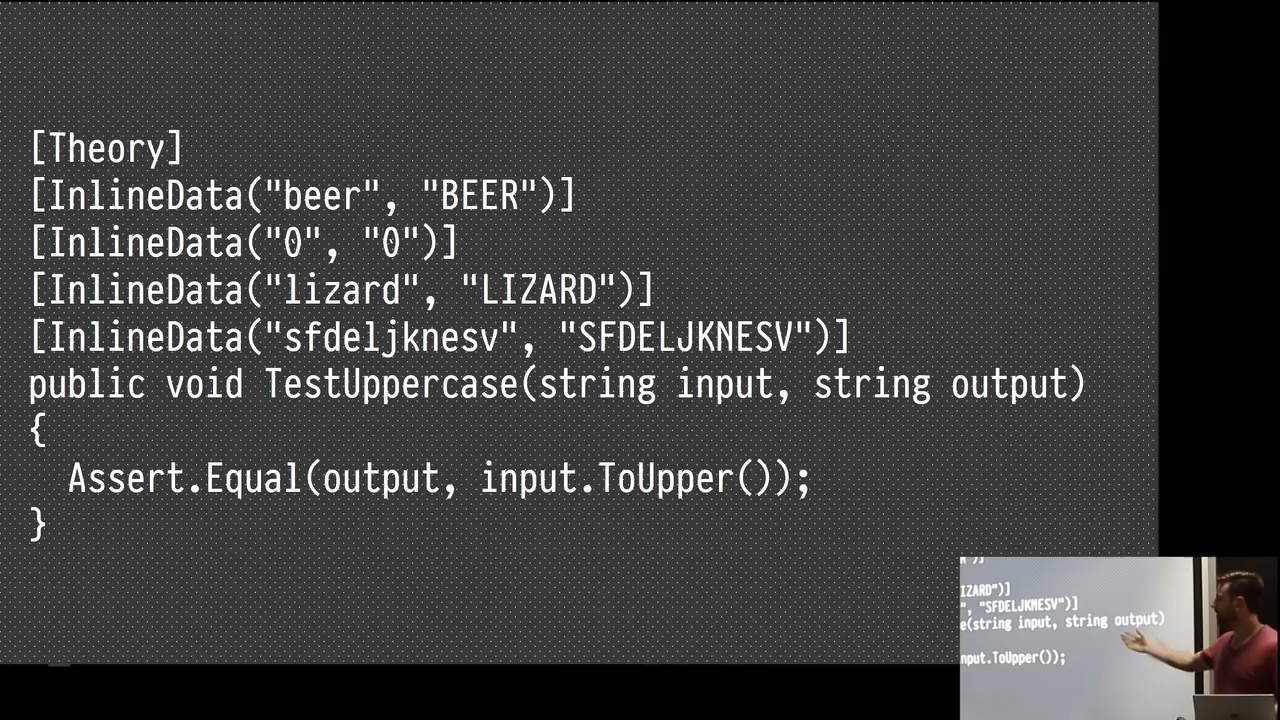 [Theory]
[InlineData("beer", "BEER")]
[InlineData("0", "0")]
[InlineData("lizard", "LIZARD")]
[InlineData("sfdeljknesv", "SFDELJKNESV")]
public void TestUppercase(string input, string output)
{
  Assert.Equal(output, input.ToUpper());
}
R")]
IZARD")]
", "SFDELJKNESV")]
e(string input, string output)
nput.ToUpper());